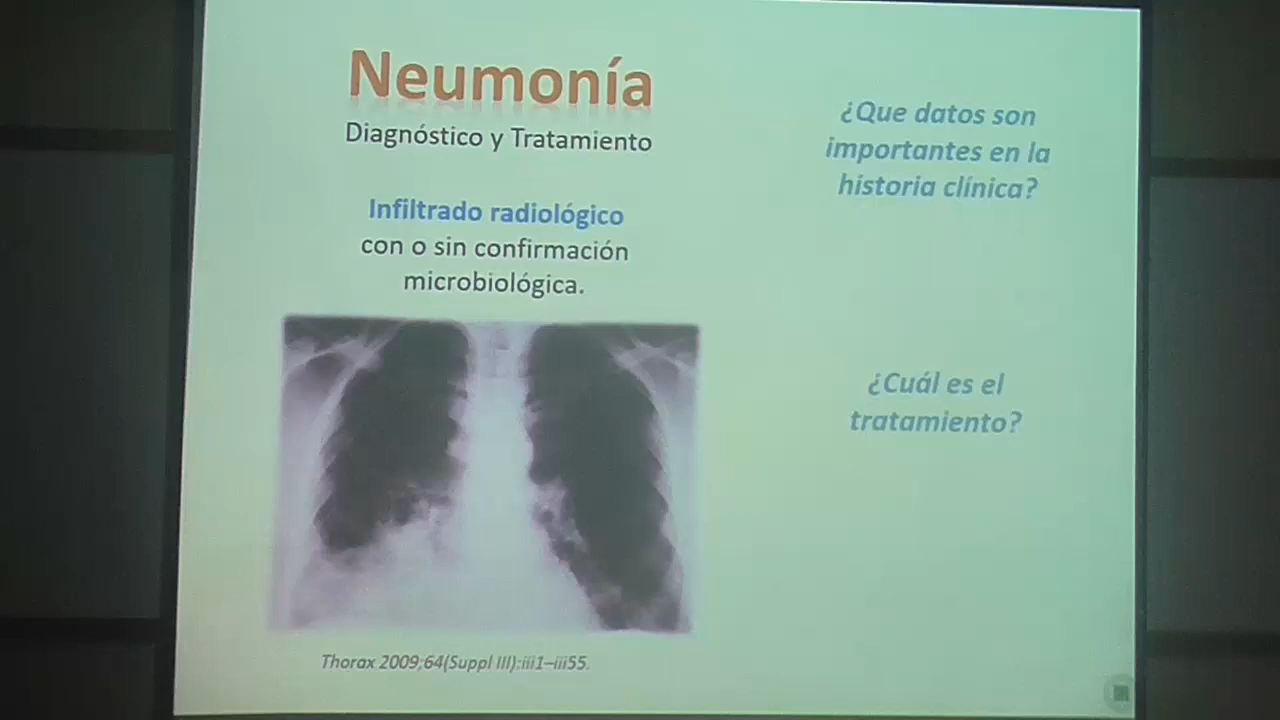 Neumonía
Diagnóstico y Tratamiento
Infiltrado radiológico
con o sin confirmación
microbiológica.
Thorax 2009;64(Suppl III):iii1–iii55.
¿Que datos son
importantes en la
historia clínica?
¿Cuál es el
tratamiento?